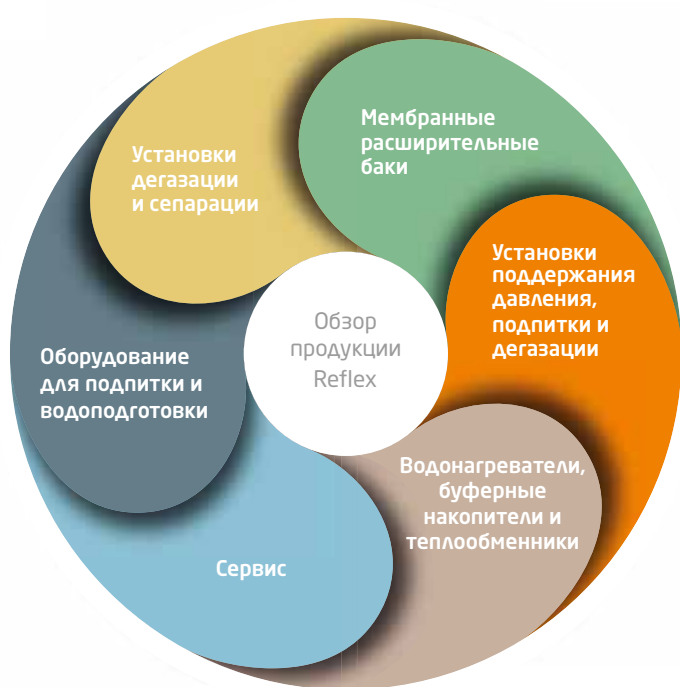 Мембранные
расширительные
баки
Установки
поддержания
давления,
подпитки и
дегазации
Водонагреватели,
буферные
накопители и
теплообменники
Сервис
Оборудование
для подпитки и
водоподготовки
Установки
дегазации
и сепарации
Обзор
продукции
Reflex